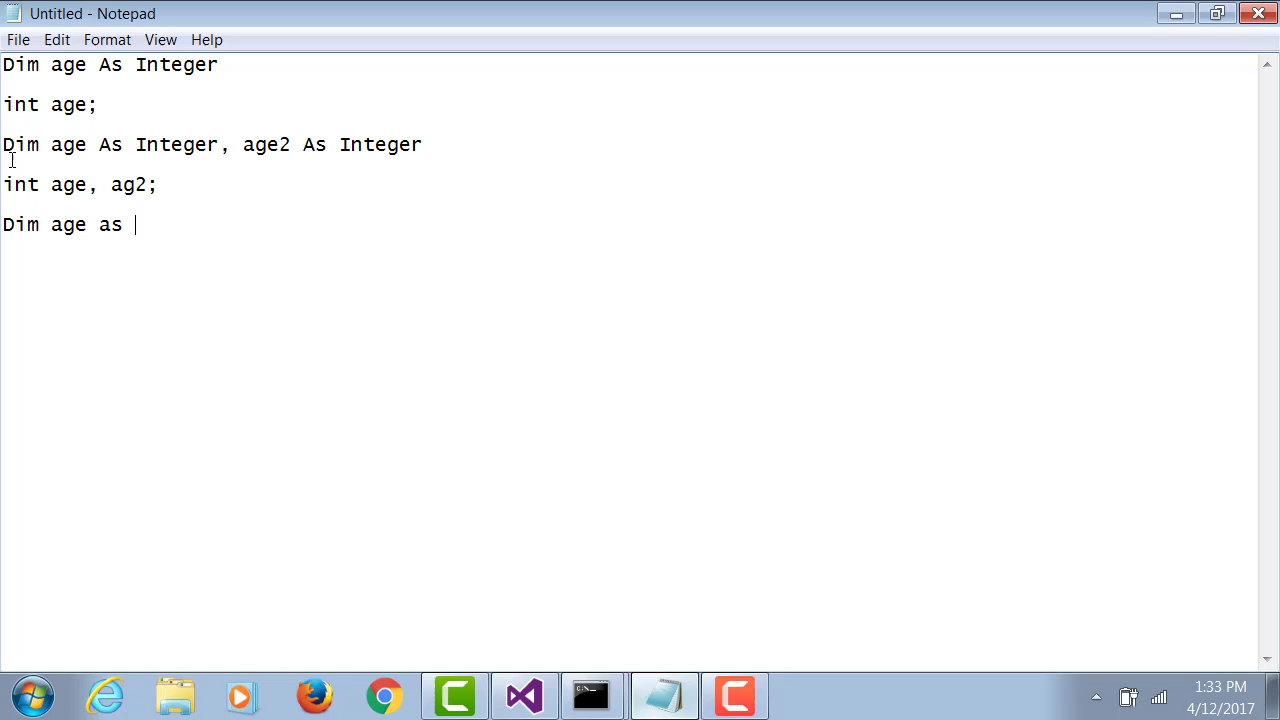 Untitled - Notepad
File Edit Format View Help
Dim age As Integer
int age;
Dim age As Integer, age2 As Integer
int age, ag2;
Dim age as
C:\_
1:33 PM
4/12/2017